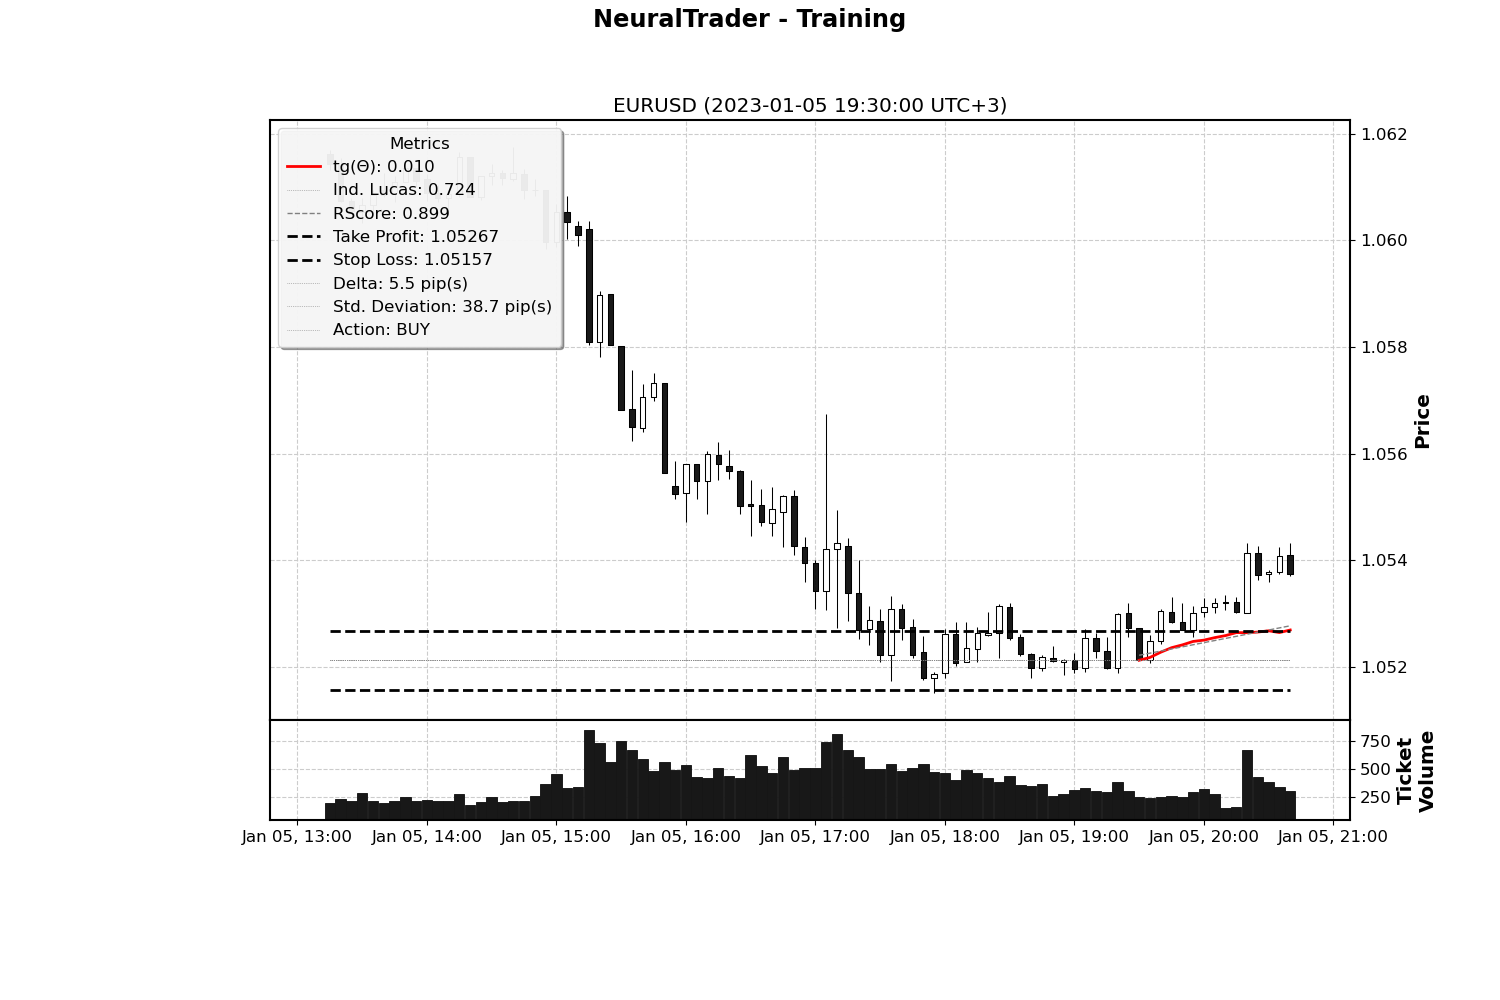 NeuralTrader - Training
EURUSD (2023-01-05 19:30:00 UTC+3)
Metrics
tg(Θ): 0.010
Ind. Lucas: 0.724
RScore: 0.899
Take Profit: 1.05267
Stop Loss: 1.05157
Delta: 5.5 pip(s)
Std. Deviation: 38.7 pip(s)
Action: BUY
1.062
1.060
1.058
1.056
1.054
1.052
Price
750
500
250
Ticket
Volume
Jan 05, 13:00
Jan 05, 14:00
Jan 05, 15:00
Jan 05, 16:00
Jan 05, 17:00
Jan 05, 18:00
Jan 05, 19:00
Jan 05, 20:00
Jan 05, 21:00